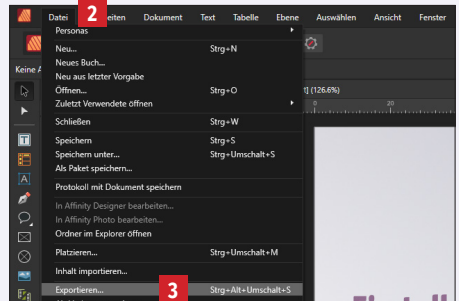 Datei 2 eiten Dokument Text Tabelle Ebene Auswählen Ansicht Fenster
Personas
Keine A
Neu... Strg+N
Neues Buch...
Neu aus letzter Vorgabe
Öffnen... Strg+O
t] (126.6%)
Zuletzt Verwendete öffnen
0 20
Schließen Strg+W
Speichern Strg+S
Speichern unter... Strg+Umschalt+S
Als Paket speichern...
Protokoll mit Dokument speichern
In Affinity Designer bearbeiten...
In Affinity Photo bearbeiten...
Ordner im Explorer öffnen
Platzieren... Strg+Umschalt+M
Inhalt importieren...
Exportieren... 3 Strg+Alt+Umschalt+S